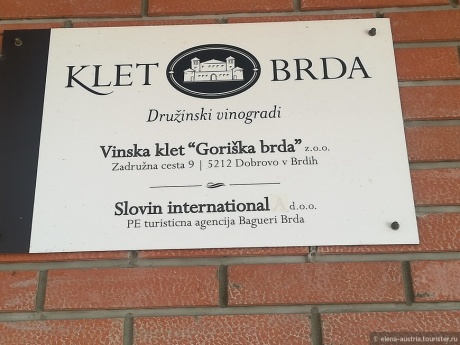 KLET BRDA
Družinski vinogradi
Vinska klet “Goriška brda” z.o.o.
Zadružna cesta 9 | 5212 Dobrovo v Brdih
Slovin international d.o.o.
PE turistična agencija Bagueri Brda
© elena-austria.tourister.ru